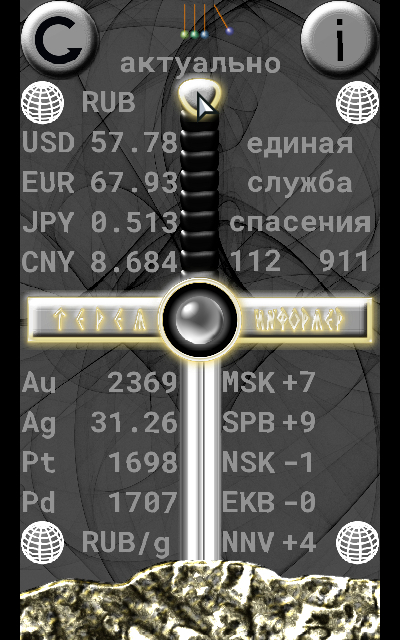 i
актуально
RUB
USD 57.78
EUR 67.93
JPY 0.513
CNY 8.684
единая
служба
спасения
112 911
ТЕРЕМ ИНФОРМЕР
Au 2369
Ag 31.26
Pt 1698
Pd 1707
RUB/g
MSK +7
SPB +9
NSK -1
EKB -0
NNV +4